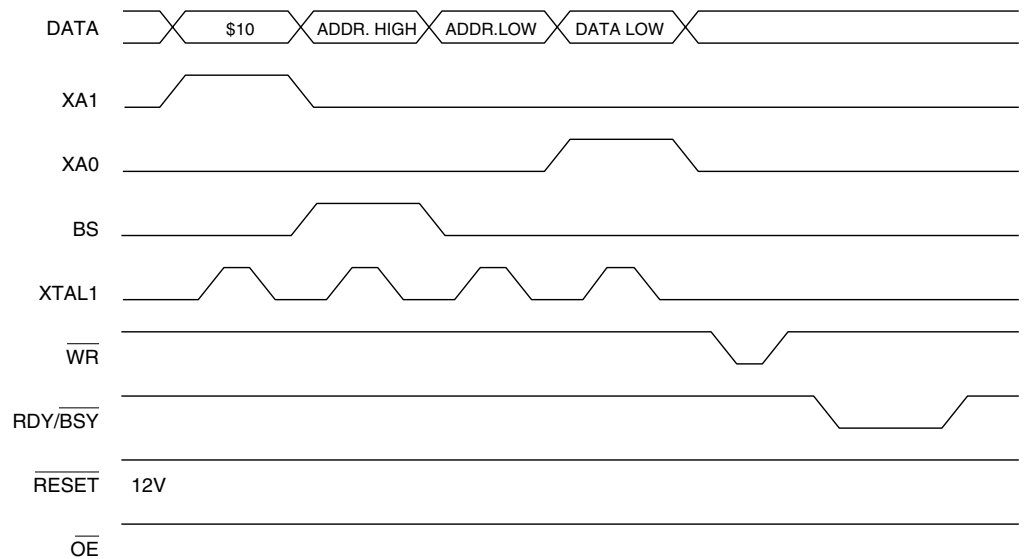 DATA $10 ADDR. HIGH ADDR.LOW DATA LOW
XA1
XA0
BS
XTAL1
WR
RDY/BSY
RESET 12V
OE